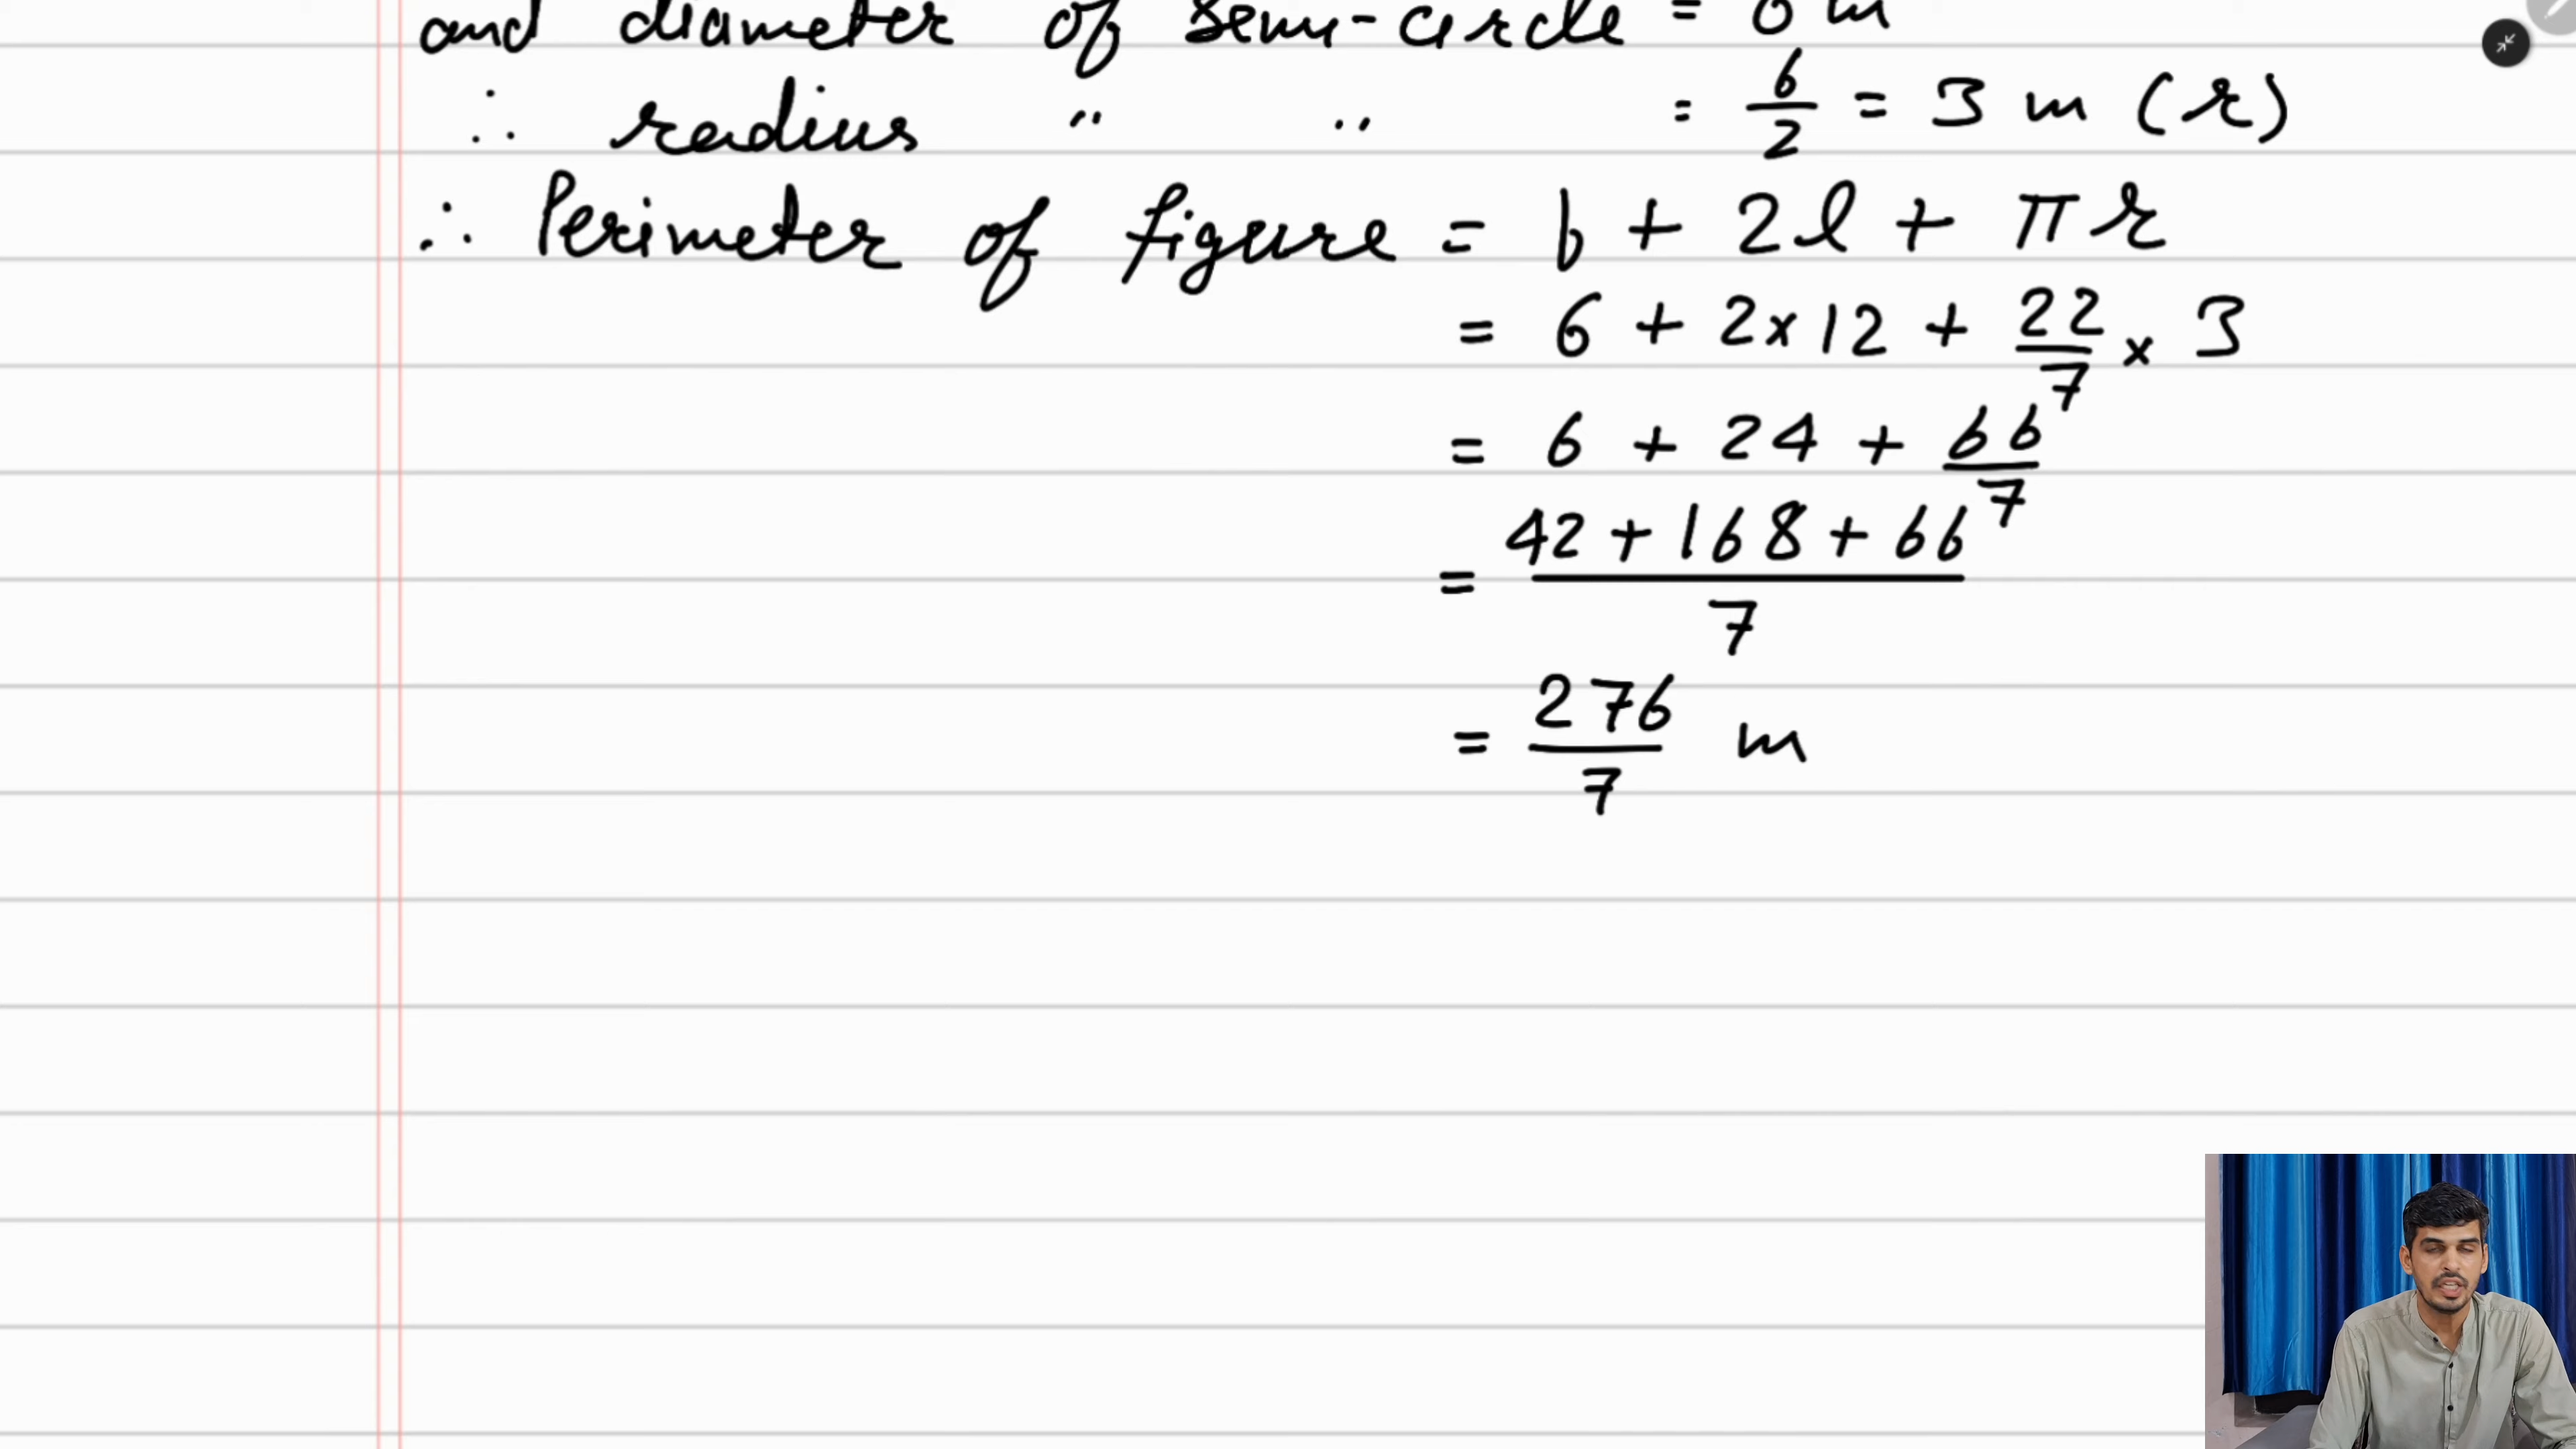 and diameter of semi-circle = 6 m
∴ radius " " = 6/2 = 3 m (r)
∴ Perimeter of figure = b + 2l + πr
= 6 + 2×12 + 22/7 × 3
= 6 + 24 + 66/7
= 42 + 168 + 66 / 7
= 276/7 m